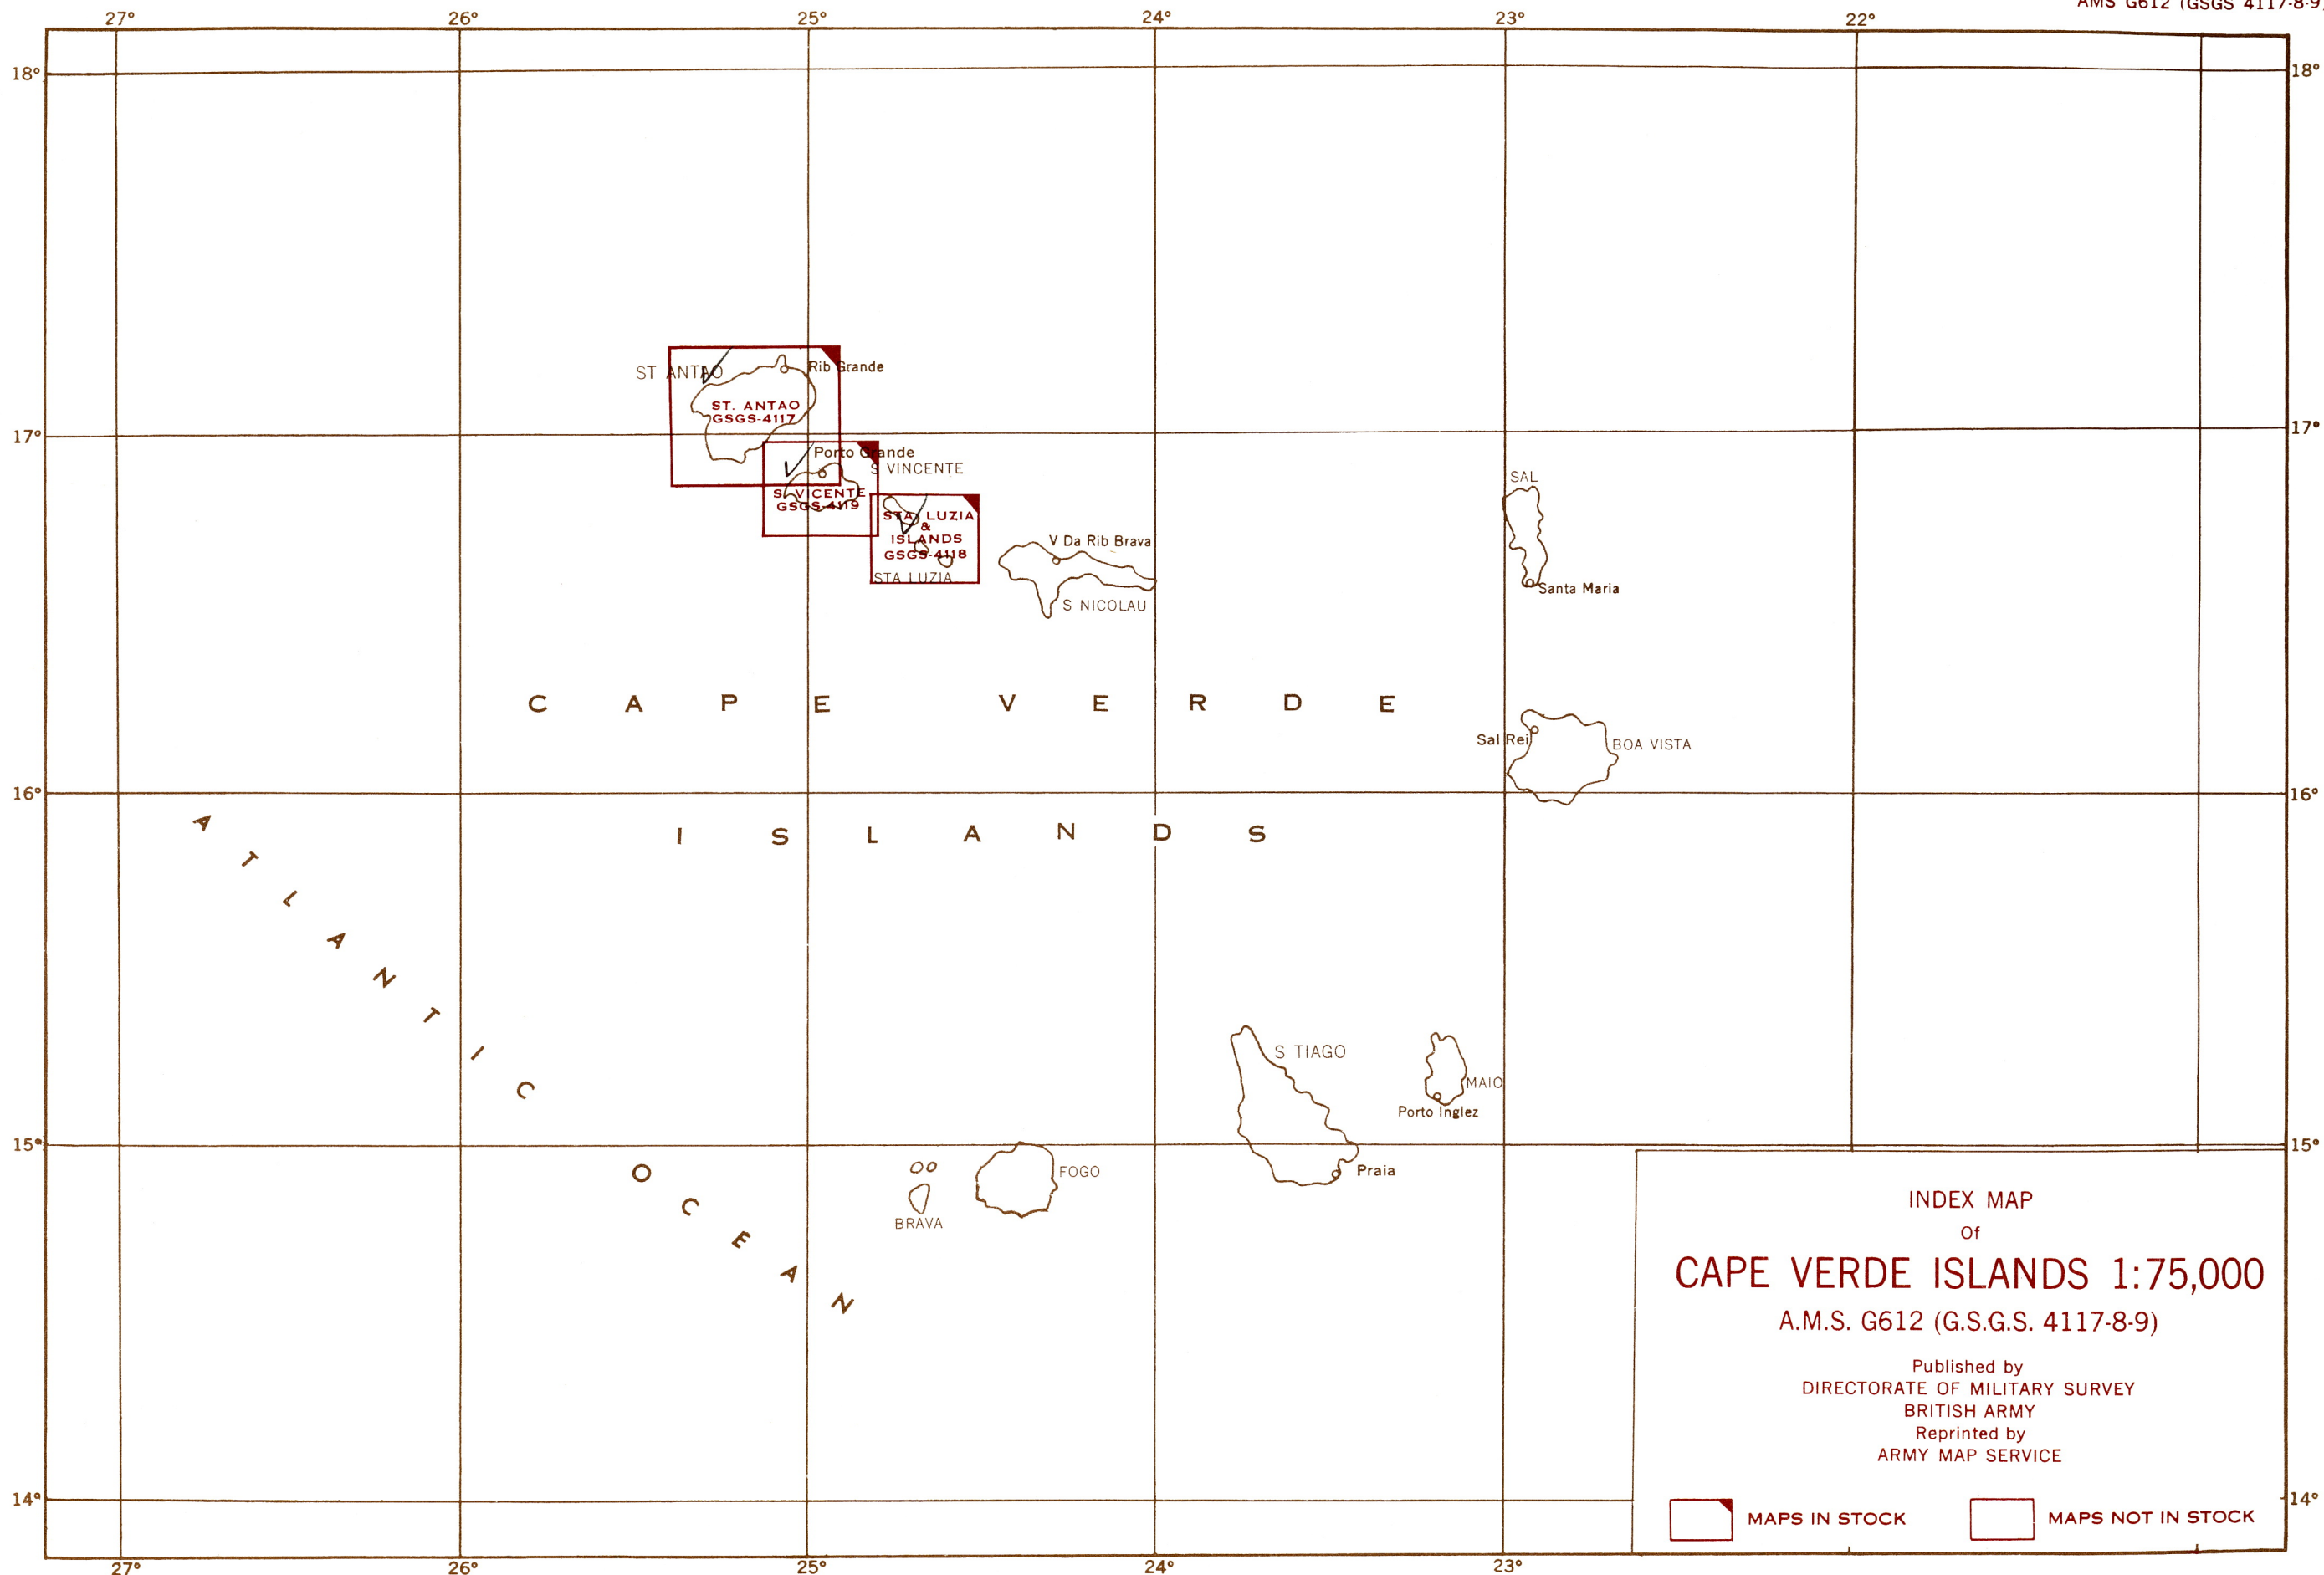 AMS G612 (GSGS 4117-8-9)
27° 26° 25° 24° 23° 22°
18° 18°
ST ANTAO
Rib Grande
ST. ANTAO
GSGS-4117
17° 17°
Porto Grande
S VINCENTE
S. VICENTE
GSGS-4119
STA. LUZIA
&
ISLANDS
GSGS-4118
STA LUZIA
V Da Rib Brava
S NICOLAU
SAL
Santa Maria
CAPE VERDE
Sal Rei
BOA VISTA
16° 16°
ISLANDS
ATLANTIC OCEAN
S TIAGO
MAIO
Porto Inglez
15° 15°
Praia
FOGO
BRAVA
INDEX MAP
Of
CAPE VERDE ISLANDS 1:75,000
A.M.S. G612 (G.S.G.S. 4117-8-9)
Published by
DIRECTORATE OF MILITARY SURVEY
BRITISH ARMY
Reprinted by
ARMY MAP SERVICE
MAPS IN STOCK
MAPS NOT IN STOCK
14° 14°
27° 26° 25° 24° 23°